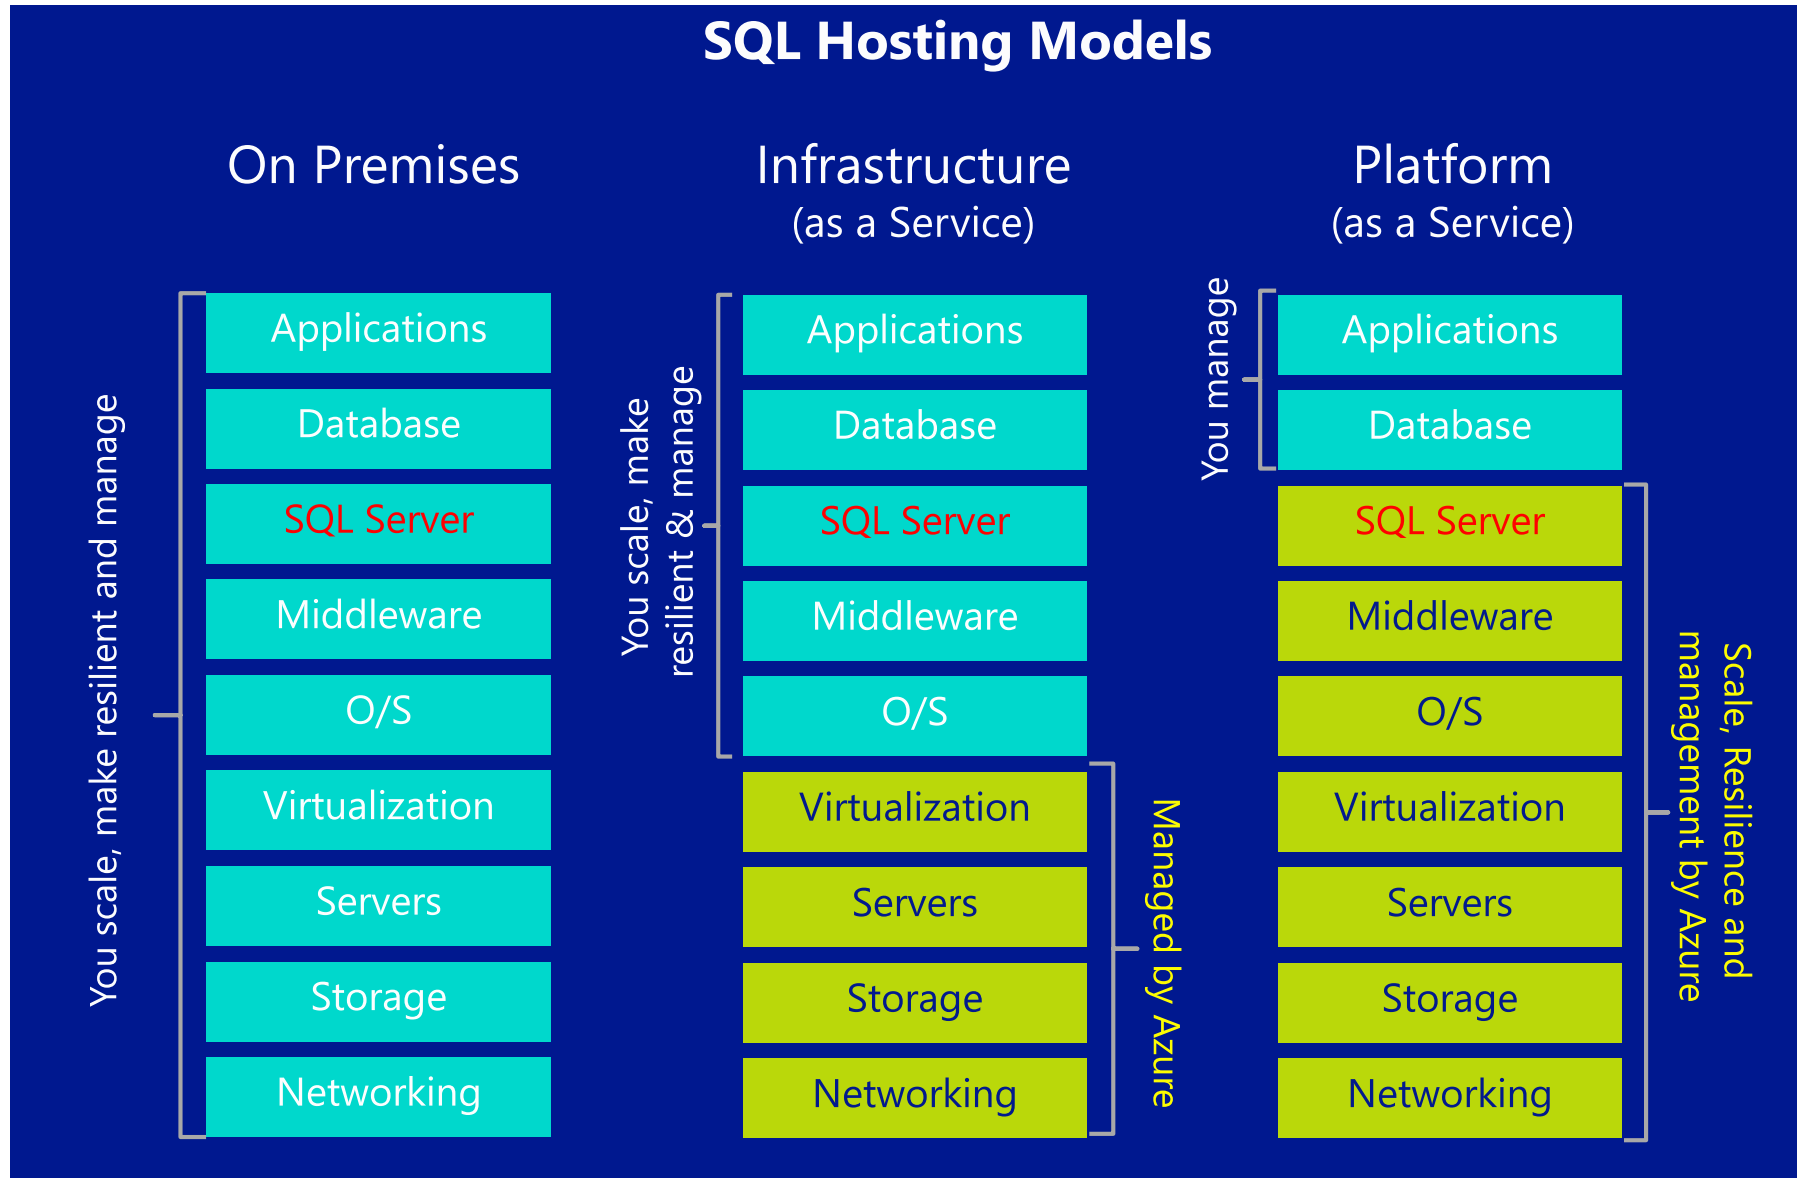 SQL Hosting Models
On Premises
You scale, make resilient and manage
Applications
Database
SQL Server
Middleware
O/S
Virtualization
Servers
Storage
Networking
Infrastructure
(as a Service)
You scale, make
resilient & manage
Applications
Database
SQL Server
Middleware
O/S
Virtualization
Servers
Storage
Networking
Managed by Azure
Platform
(as a Service)
You manage
Applications
Database
SQL Server
Middleware
O/S
Virtualization
Servers
Storage
Networking
Scale, Resilience and
management by Azure